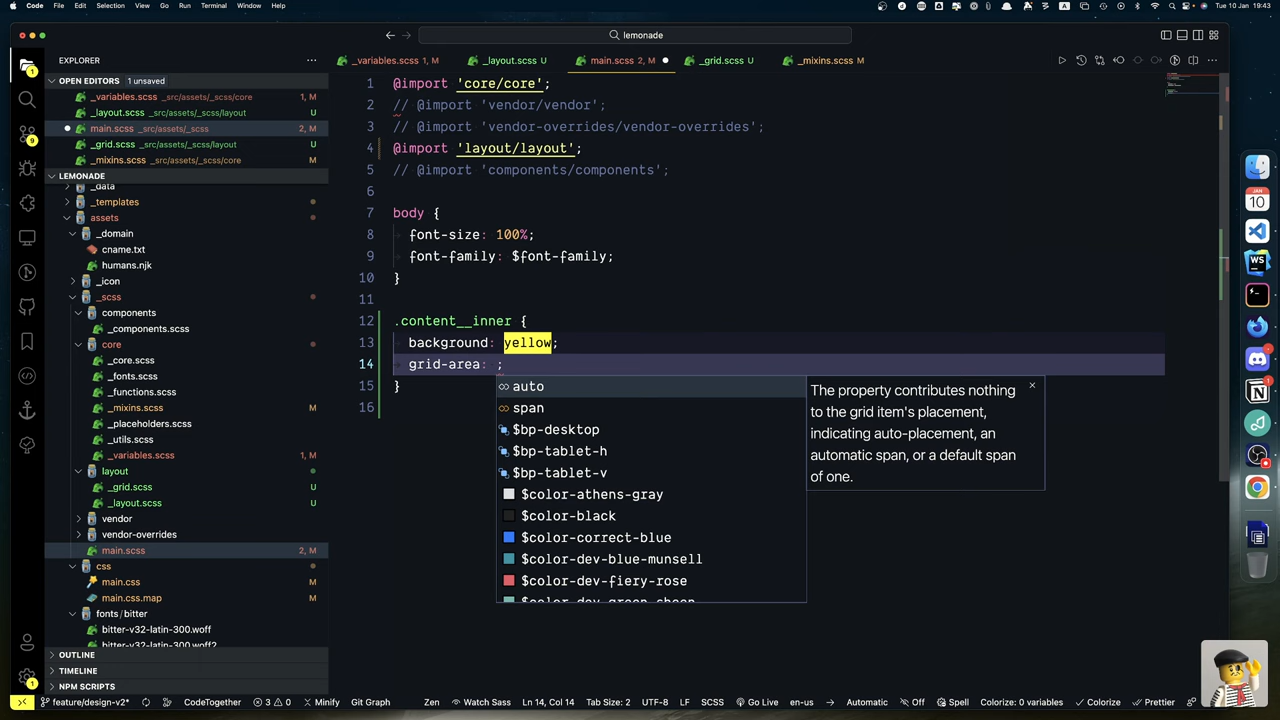 Code File Edit Selection View Go Run Terminal Window Help
Tue 10 Jan 19:43
lemonade
EXPLORER
_variables.scss 1, M
_layout.scss U
main.scss 2, M
_grid.scss U
_mixins.scss M
OPEN EDITORS 1 unsaved
_variables.scss _src/assets/_scss/core 1, M
_layout.scss _src/assets/_scss/layout U
main.scss _src/assets/_scss 2, M
_grid.scss _src/assets/_scss/layout U
_mixins.scss _src/assets/_scss/core M
LEMONADE
_data
_templates
assets
_domain
cname.txt
humans.njk
_icon
_scss
components
_components.scss
core
_core.scss
_fonts.scss
_functions.scss
_mixins.scss M
_placeholders.scss
_utils.scss
_variables.scss 1, M
layout
_grid.scss U
_layout.scss U
vendor
vendor-overrides
main.scss 2, M
css
main.css M
main.css.map M
fonts/bitter
bitter-v32-latin-300.woff
bitter-v32-latin-300.woff2
OUTLINE
TIMELINE
NPM SCRIPTS
1 @import 'core/core';
2 // @import 'vendor/vendor';
3 // @import 'vendor-overrides/vendor-overrides';
4 @import 'layout/layout';
5 // @import 'components/components';
6
7 body {
8 font-size: 100%;
9 font-family: $font-family;
10 }
11
12 .content__inner {
13 background: yellow;
14 grid-area: ;
15 }
16
auto
span
$bp-desktop
$bp-tablet-h
$bp-tablet-v
$color-athens-gray
$color-black
$color-correct-blue
$color-dev-blue-munsell
$color-dev-fiery-rose
$color-dev-green-sheen
The property contributes nothing
to the grid item's placement,
indicating auto-placement, an
automatic span, or a default span
of one.
feature/design-v2* CodeTogether 3 0 Minify Git Graph Zen Watch Sass Ln 14, Col 14 Tab Size: 2 UTF-8 LF SCSS Go Live en-us Automatic Off Spell Colorize: 0 variables Colorize Prettier